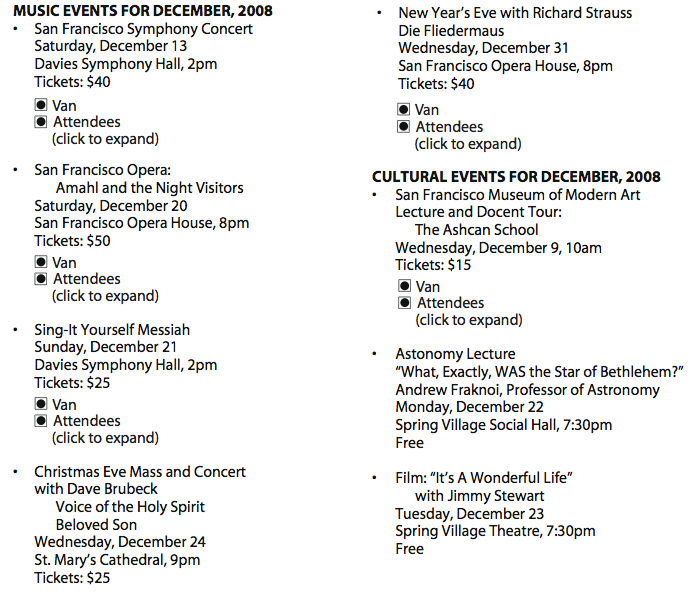 MUSIC EVENTS FOR DECEMBER, 2008
• San Francisco Symphony Concert
Saturday, December 13
Davies Symphony Hall, 2pm
Tickets: $40
Van
Attendees
(click to expand)
• San Francisco Opera:
Amahl and the Night Visitors
Saturday, December 20
San Francisco Opera House, 8pm
Tickets: $50
Van
Attendees
(click to expand)
• Sing-It Yourself Messiah
Sunday, December 21
Davies Symphony Hall, 2pm
Tickets: $25
Van
Attendees
(click to expand)
• Christmas Eve Mass and Concert
with Dave Brubeck
Voice of the Holy Spirit
Beloved Son
Wednesday, December 24
St. Mary's Cathedral, 9pm
Tickets: $25
• New Year's Eve with Richard Strauss
Die Fliedermaus
Wednesday, December 31
San Francisco Opera House, 8pm
Tickets: $40
Van
Attendees
(click to expand)
CULTURAL EVENTS FOR DECEMBER, 2008
• San Francisco Museum of Modern Art
Lecture and Docent Tour:
The Ashcan School
Wednesday, December 9, 10am
Tickets: $15
Van
Attendees
(click to expand)
• Astonomy Lecture
“What, Exactly, WAS the Star of Bethlehem?”
Andrew Fraknoi, Professor of Astronomy
Monday, December 22
Spring Village Social Hall, 7:30pm
Free
• Film: “It's A Wonderful Life”
with Jimmy Stewart
Tuesday, December 23
Spring Village Theatre, 7:30pm
Free